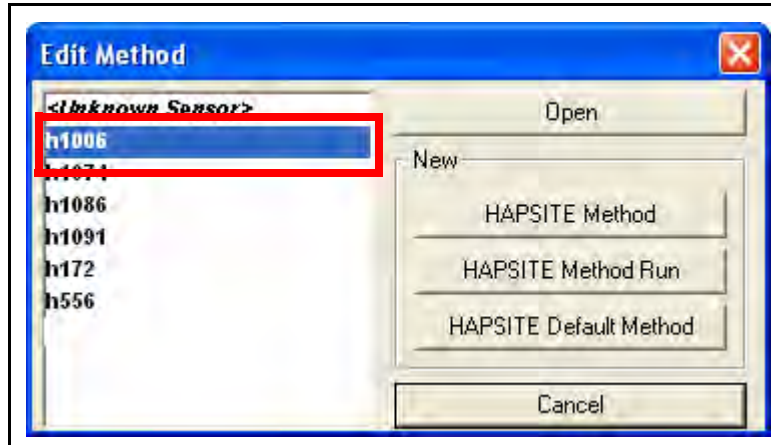 Edit Method
<Unknown Sensor>
h1006
h1074
h1086
h1091
h172
h556
Open
New
HAPSITE Method
HAPSITE Method Run
HAPSITE Default Method
Cancel